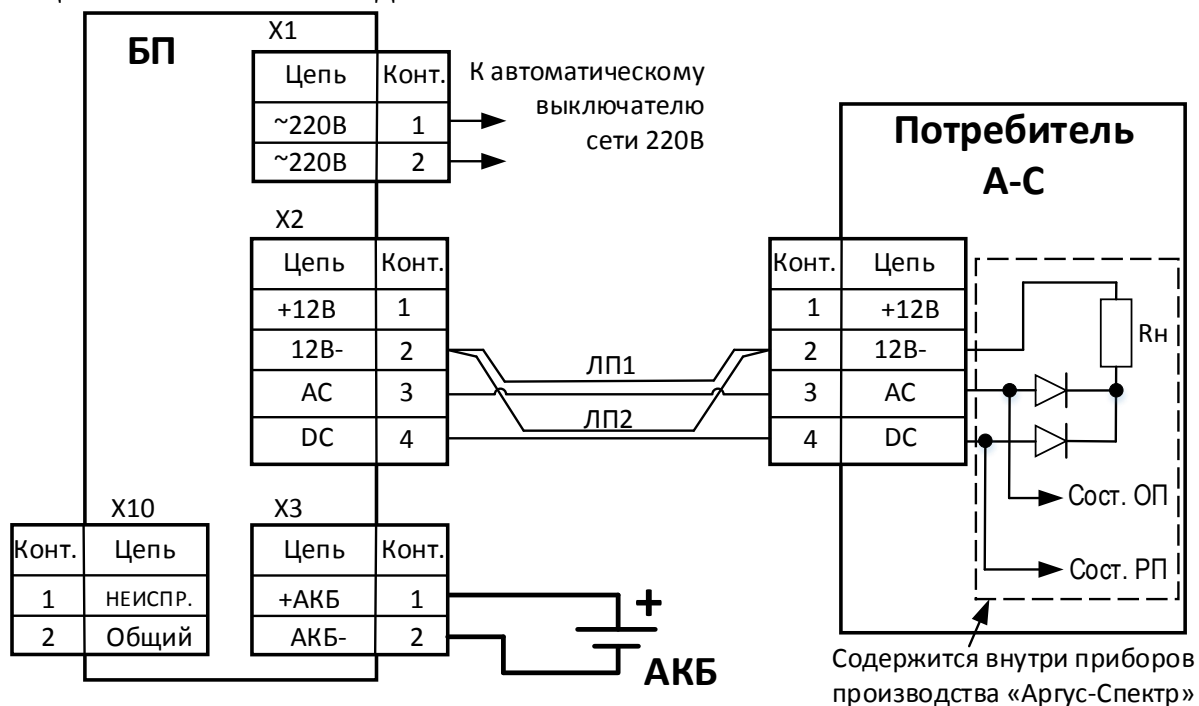 БП
X1
Цепь Конт.
~220В 1
~220В 2
К автоматическому
выключателю
сети 220В
X2
Цепь Конт.
+12В 1
12В- 2
AC 3
DC 4
ЛП1
ЛП2
Потребитель
А-С
Конт. Цепь
1 +12В
2 12В-
3 AC
4 DC
Rн
Сост. ОП
Сост. РП
X10
Конт. Цепь
1 НЕИСПР.
2 Общий
X3
Цепь Конт.
+АКБ 1
АКБ- 2
+
АКБ
Содержится внутри приборов
производства «Аргус-Спектр»